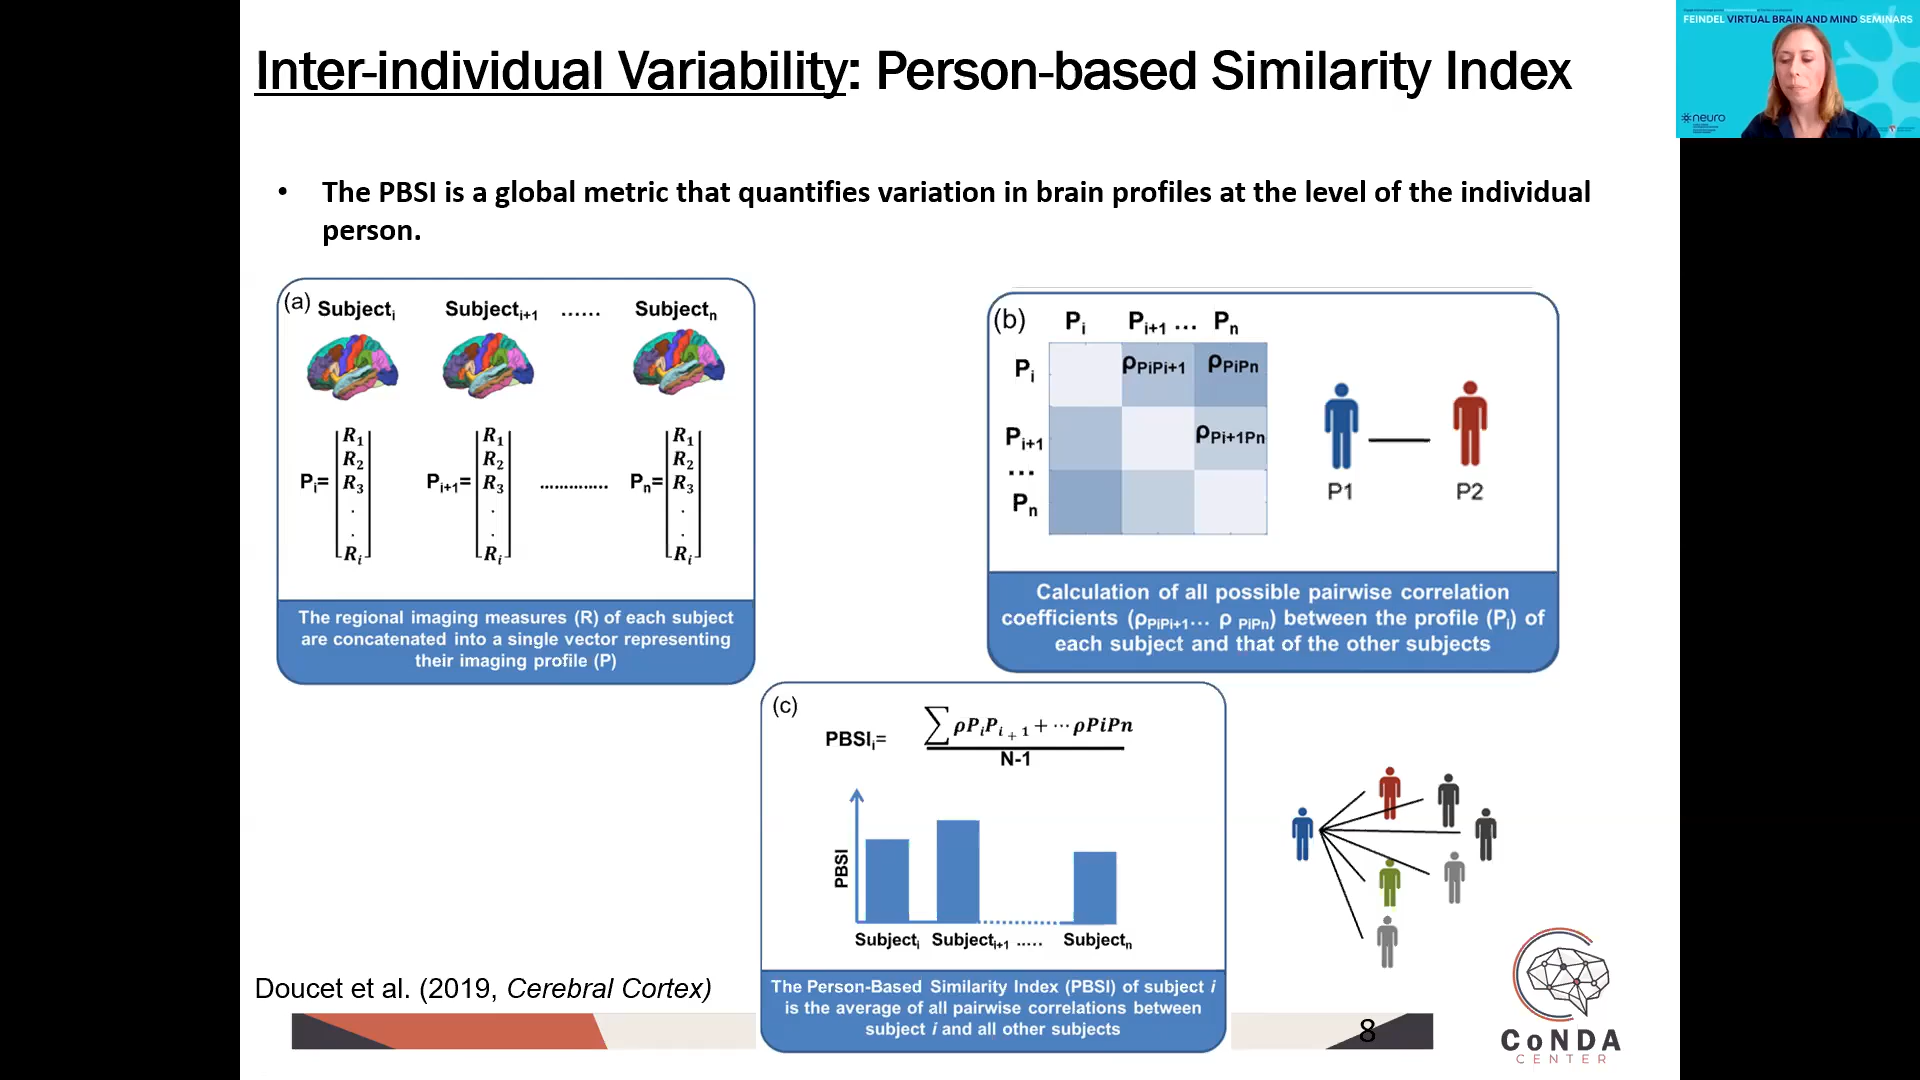 Inter-individual Variability: Person-based Similarity Index
FEINDEL VIRTUAL BRAIN AND MIND SEMINARS
neuro
• The PBSI is a global metric that quantifies variation in brain profiles at the level of the individual
person.
(a) Subjecti Subjecti+1 ...... Subjectn
Pi= R1 R2 R3 . . Ri
Pi+1= R1 R2 R3 . . Ri
.............
Pn= R1 R2 R3 . . Ri
The regional imaging measures (R) of each subject
are concatenated into a single vector representing
their imaging profile (P)
(b) Pi Pi+1 ... Pn
Pi ρPiPi+1 ρPiPn
Pi+1 ρPi+1Pn
...
Pn
P1 P2
Calculation of all possible pairwise correlation
coefficients (ρPiPi+1... ρ PiPn) between the profile (Pi) of
each subject and that of the other subjects
(c)
PBSIi= ∑ ρPiPi+1 + ⋯ ρPiPn
N-1
PBSI
Subjecti Subjecti+1 ..... Subjectn
The Person-Based Similarity Index (PBSI) of subject i
is the average of all pairwise correlations between
subject i and all other subjects
Doucet et al. (2019, Cerebral Cortex)
8
CoNDA
CENTER